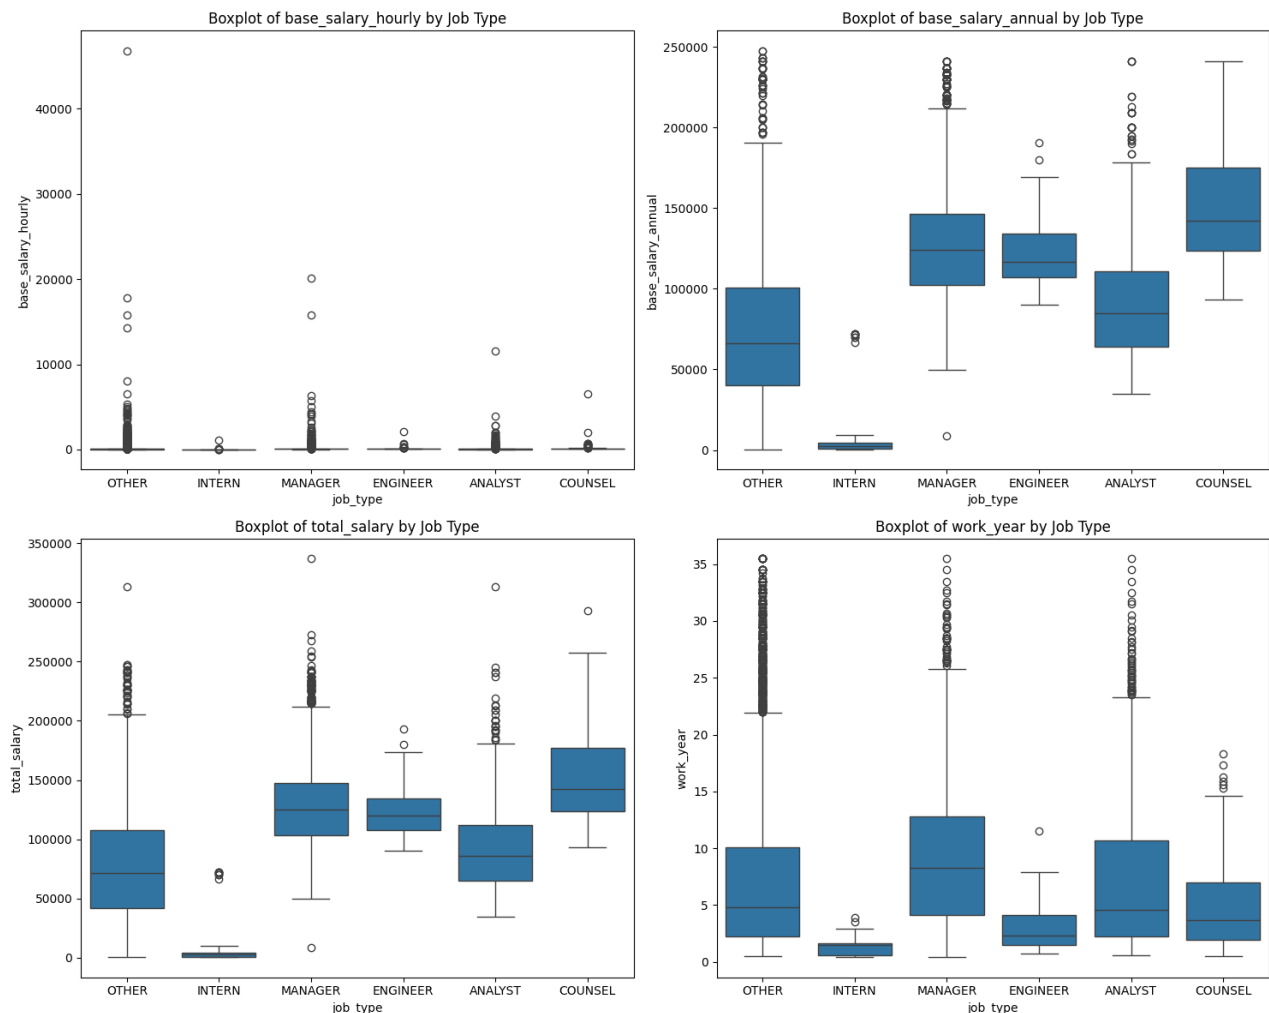 Boxplot of base_salary_hourly by Job Type
base_salary_hourly
40000
30000
20000
10000
0
OTHER INTERN MANAGER ENGINEER ANALYST COUNSEL
job_type
Boxplot of base_salary_annual by Job Type
base_salary_annual
250000
200000
150000
100000
50000
0
OTHER INTERN MANAGER ENGINEER ANALYST COUNSEL
job_type
Boxplot of total_salary by Job Type
total_salary
350000
300000
250000
200000
150000
100000
50000
0
OTHER INTERN MANAGER ENGINEER ANALYST COUNSEL
job_type
Boxplot of work_year by Job Type
work_year
35
30
25
20
15
10
5
0
OTHER INTERN MANAGER ENGINEER ANALYST COUNSEL
job_type